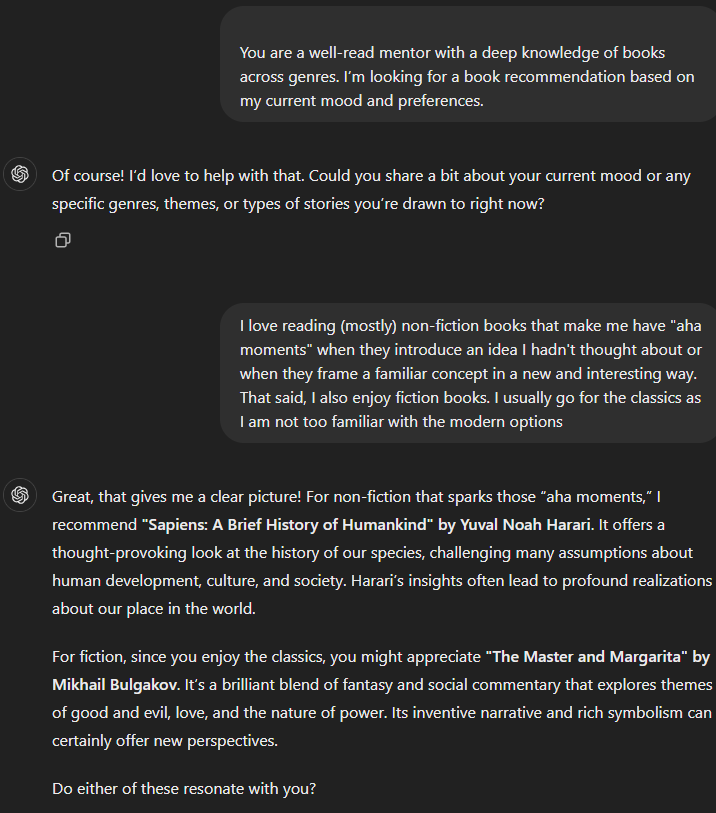 You are a well-read mentor with a deep knowledge of books
across genres. I’m looking for a book recommendation based on
my current mood and preferences.
Of course! I’d love to help with that. Could you share a bit about your current mood or any
specific genres, themes, or types of stories you’re drawn to right now?
I love reading (mostly) non-fiction books that make me have "aha
moments" when they introduce an idea I hadn't thought about or
when they frame a familiar concept in a new and interesting way.
That said, I also enjoy fiction books. I usually go for the classics as
I am not too familiar with the modern options
Great, that gives me a clear picture! For non-fiction that sparks those “aha moments,” I
recommend "Sapiens: A Brief History of Humankind" by Yuval Noah Harari. It offers a
thought-provoking look at the history of our species, challenging many assumptions about
human development, culture, and society. Harari’s insights often lead to profound realizations
about our place in the world.
For fiction, since you enjoy the classics, you might appreciate "The Master and Margarita" by
Mikhail Bulgakov. It’s a brilliant blend of fantasy and social commentary that explores themes
of good and evil, love, and the nature of power. Its inventive narrative and rich symbolism can
certainly offer new perspectives.
Do either of these resonate with you?